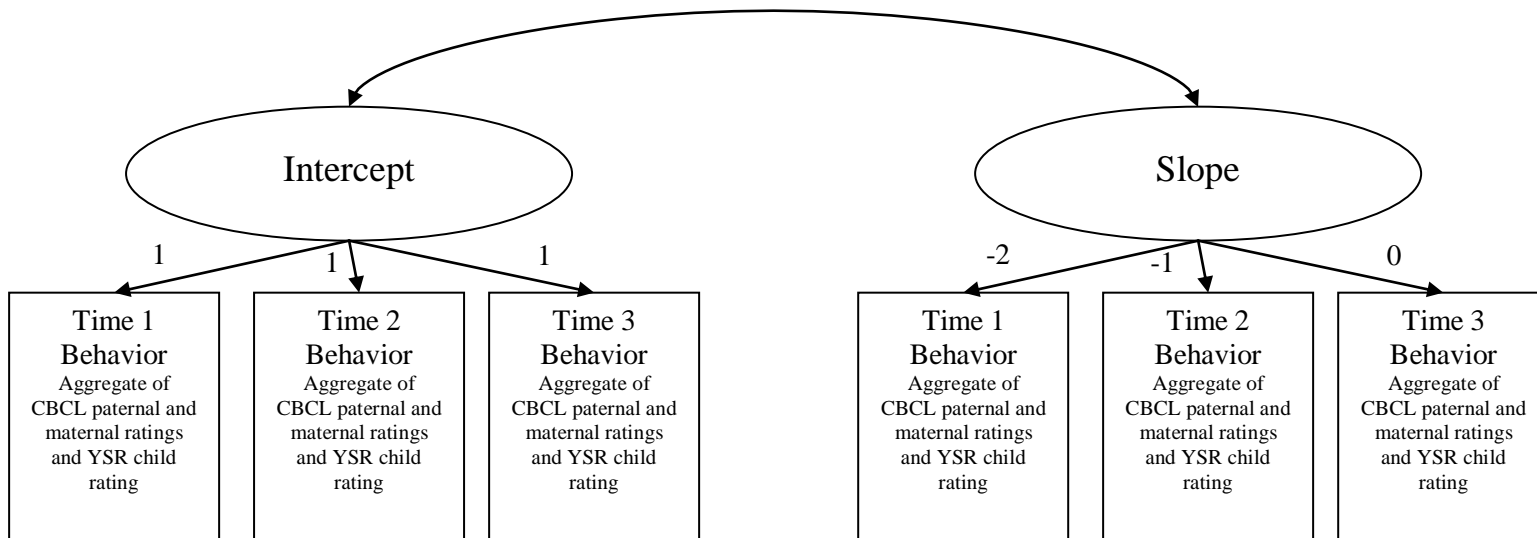 Intercept
Slope
1
1
1
-2
-1
0
Time 1
Behavior
Aggregate of
CBCL paternal and
maternal ratings
and YSR child
rating
Time 2
Behavior
Aggregate of
CBCL paternal and
maternal ratings
and YSR child
rating
Time 3
Behavior
Aggregate of
CBCL paternal and
maternal ratings
and YSR child
rating
Time 1
Behavior
Aggregate of
CBCL paternal and
maternal ratings
and YSR child
rating
Time 2
Behavior
Aggregate of
CBCL paternal and
maternal ratings
and YSR child
rating
Time 3
Behavior
Aggregate of
CBCL paternal and
maternal ratings
and YSR child
rating